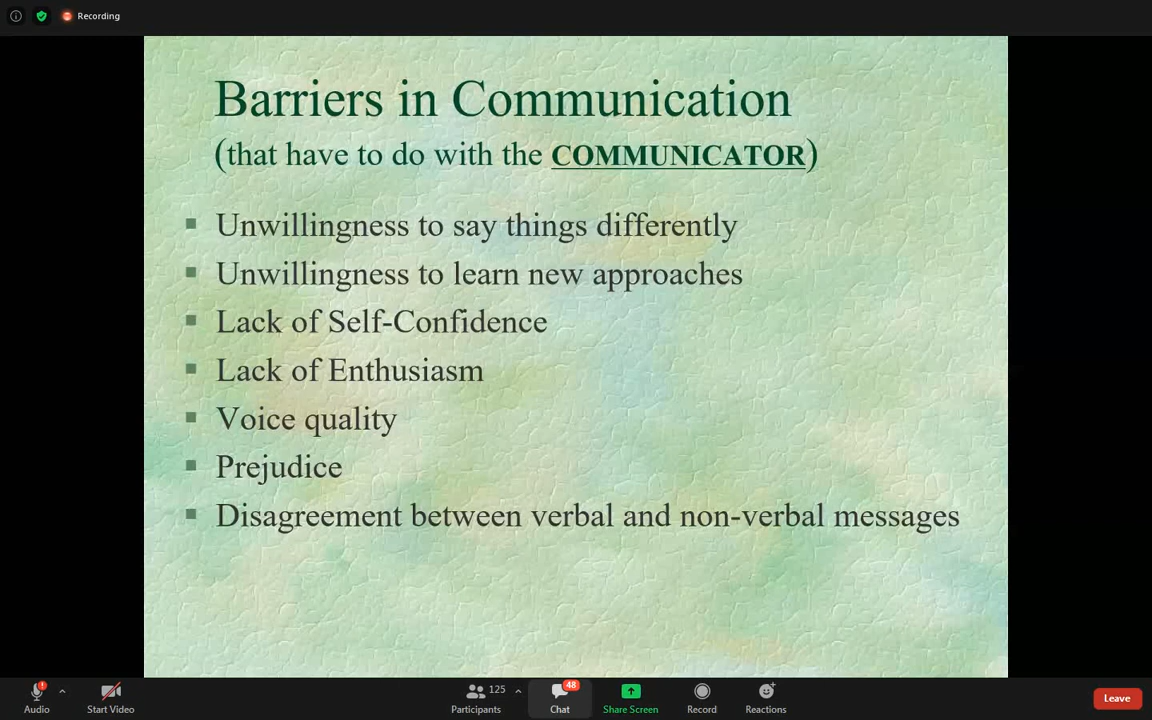 Recording
Barriers in Communication
(that have to do with the COMMUNICATOR)
Unwillingness to say things differently
Unwillingness to learn new approaches
Lack of Self-Confidence
Lack of Enthusiasm
Voice quality
Prejudice
Disagreement between verbal and non-verbal messages
125
48
Audio
Start Video
Participants
Chat
Share Screen
Record
Reactions
Leave